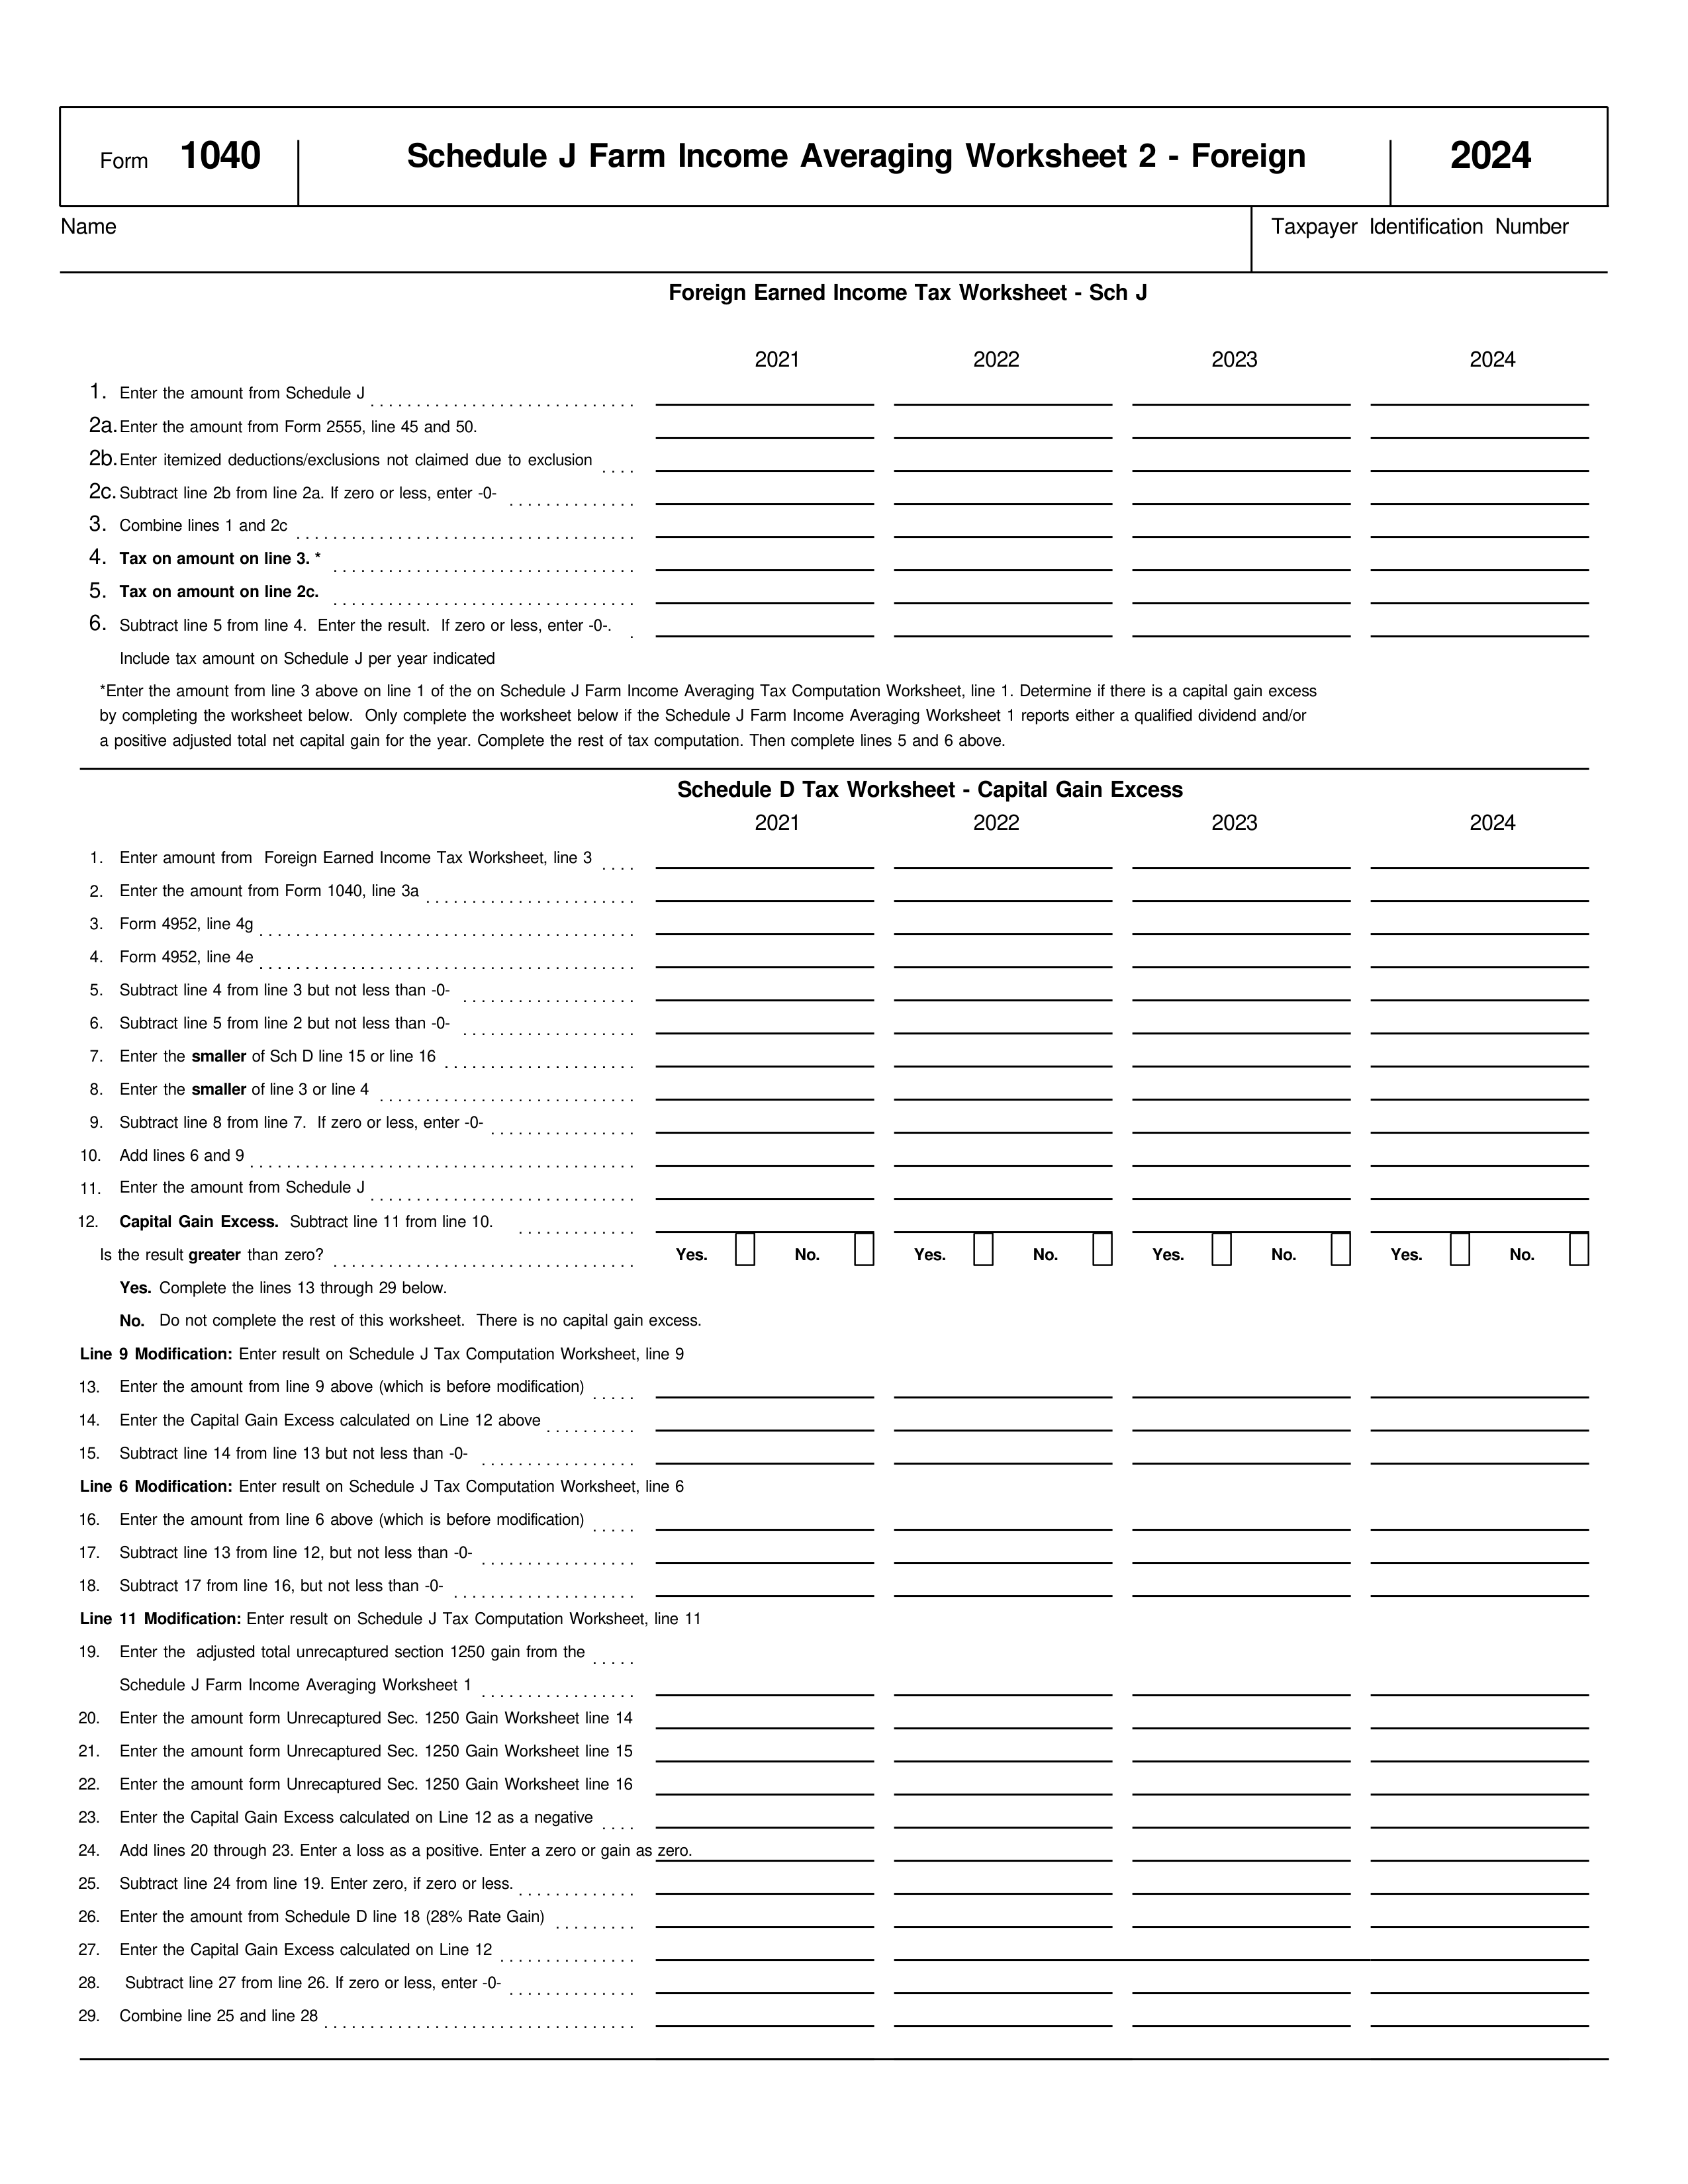 Form 1040 Schedule J Farm Income Averaging Worksheet 2 - Foreign 2024
Name Taxpayer Identification Number
Foreign Earned Income Tax Worksheet - Sch J
2021 2022 2023 2024
1. Enter the amount from Schedule J
2a. Enter the amount from Form 2555, line 45 and 50.
2b. Enter itemized deductions/exclusions not claimed due to exclusion
2c. Subtract line 2b from line 2a. If zero or less, enter -0-
3. Combine lines 1 and 2c
4. Tax on amount on line 3. *
5. Tax on amount on line 2c.
6. Subtract line 5 from line 4. Enter the result. If zero or less, enter -0-.
Include tax amount on Schedule J per year indicated
*Enter the amount from line 3 above on line 1 of the on Schedule J Farm Income Averaging Tax Computation Worksheet, line 1. Determine if there is a capital gain excess
by completing the worksheet below. Only complete the worksheet below if the Schedule J Farm Income Averaging Worksheet 1 reports either a qualified dividend and/or
a positive adjusted total net capital gain for the year. Complete the rest of tax computation. Then complete lines 5 and 6 above.
Schedule D Tax Worksheet - Capital Gain Excess
2021 2022 2023 2024
1. Enter amount from Foreign Earned Income Tax Worksheet, line 3
2. Enter the amount from Form 1040, line 3a
3. Form 4952, line 4g
4. Form 4952, line 4e
5. Subtract line 4 from line 3 but not less than -0-
6. Subtract line 5 from line 2 but not less than -0-
7. Enter the smaller of Sch D line 15 or line 16
8. Enter the smaller of line 3 or line 4
9. Subtract line 8 from line 7. If zero or less, enter -0-
10. Add lines 6 and 9
11. Enter the amount from Schedule J
12. Capital Gain Excess. Subtract line 11 from line 10.
Is the result greater than zero? Yes. No. Yes. No. Yes. No. Yes. No.
Yes. Complete the lines 13 through 29 below.
No. Do not complete the rest of this worksheet. There is no capital gain excess.
Line 9 Modification: Enter result on Schedule J Tax Computation Worksheet, line 9
13. Enter the amount from line 9 above (which is before modification)
14. Enter the Capital Gain Excess calculated on Line 12 above
15. Subtract line 14 from line 13 but not less than -0-
Line 6 Modification: Enter result on Schedule J Tax Computation Worksheet, line 6
16. Enter the amount from line 6 above (which is before modification)
17. Subtract line 13 from line 12, but not less than -0-
18. Subtract 17 from line 16, but not less than -0-
Line 11 Modification: Enter result on Schedule J Tax Computation Worksheet, line 11
19. Enter the adjusted total unrecaptured section 1250 gain from the
Schedule J Farm Income Averaging Worksheet 1
20. Enter the amount form Unrecaptured Sec. 1250 Gain Worksheet line 14
21. Enter the amount form Unrecaptured Sec. 1250 Gain Worksheet line 15
22. Enter the amount form Unrecaptured Sec. 1250 Gain Worksheet line 16
23. Enter the Capital Gain Excess calculated on Line 12 as a negative
24. Add lines 20 through 23. Enter a loss as a positive. Enter a zero or gain as zero.
25. Subtract line 24 from line 19. Enter zero, if zero or less.
26. Enter the amount from Schedule D line 18 (28% Rate Gain)
27. Enter the Capital Gain Excess calculated on Line 12
28. Subtract line 27 from line 26. If zero or less, enter -0-
29. Combine line 25 and line 28